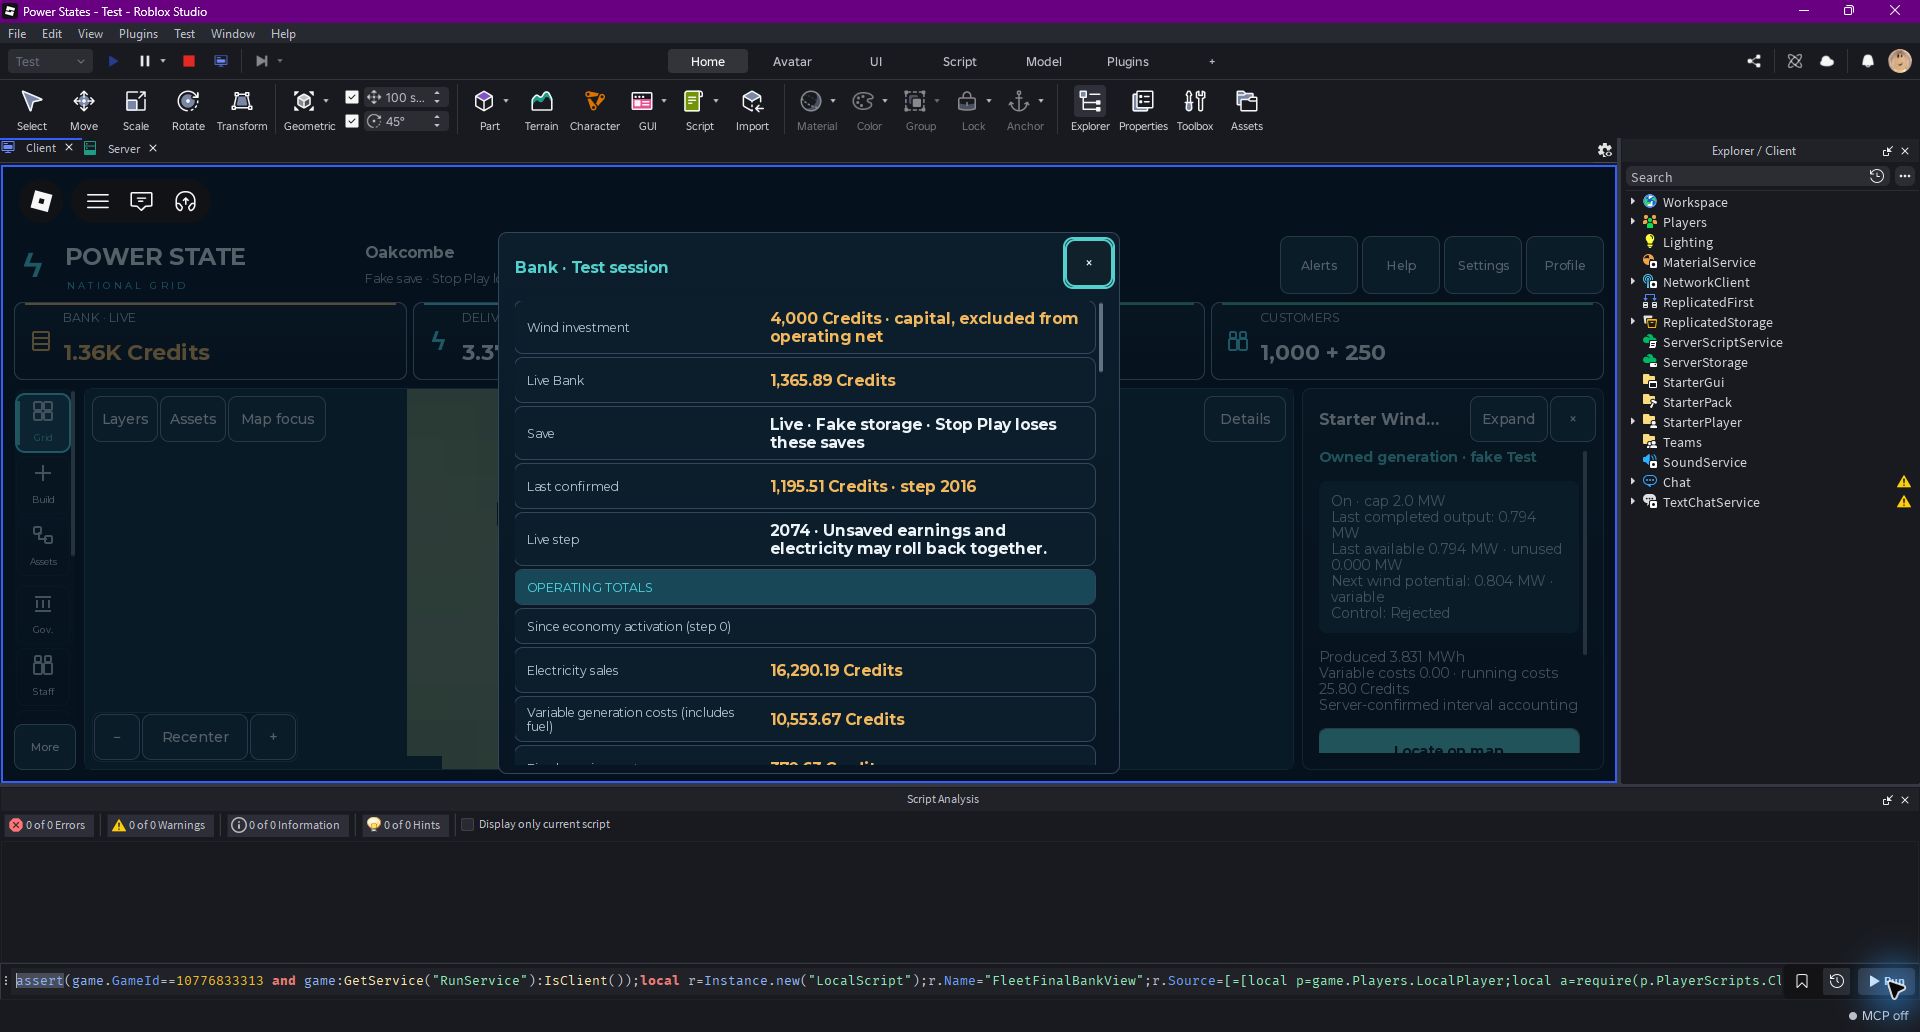 Power States - Test - Roblox Studio
File Edit View Plugins Test Window Help
Test
Home Avatar UI Script Model Plugins +
100 s...
45°
Select Move Scale Rotate Transform Geometric Part Terrain Character GUI Script Import Material Color Group Lock Anchor Explorer Properties Toolbox Assets
Client Server
Explorer / Client
Search
Workspace
Players
Lighting
MaterialService
NetworkClient
ReplicatedFirst
ReplicatedStorage
ServerScriptService
ServerStorage
StarterGui
StarterPack
StarterPlayer
Teams
SoundService
Chat
TextChatService
POWER STATE
NATIONAL GRID
Oakcombe
Fake save · Stop Play
Alerts Help Settings Profile
BANK · LIVE
1.36K Credits
DELIV
3.3
CUSTOMERS
1,000 + 250
Grid
Build
Assets
Gov.
Staff
More
Layers Assets Map focus
- Recenter +
Details
Bank · Test session
×
Wind investment
4,000 Credits · capital, excluded from
operating net
Live Bank
1,365.89 Credits
Save
Live · Fake storage · Stop Play loses
these saves
Last confirmed
1,195.51 Credits · step 2016
Live step
2074 · Unsaved earnings and
electricity may roll back together.
OPERATING TOTALS
Since economy activation (step 0)
Electricity sales
16,290.19 Credits
Variable generation costs (includes
fuel)
10,553.67 Credits
Starter Wind... Expand ×
Owned generation · fake Test
On · cap 2.0 MW
Last completed output: 0.794
MW
Last available 0.794 MW · unused
0.000 MW
Next wind potential: 0.804 MW ·
variable
Control: Rejected
Produced 3.831 MWh
Variable costs 0.00 · running costs
25.80 Credits
Server-confirmed interval accounting
Locate on map
Script Analysis
0 of 0 Errors 0 of 0 Warnings 0 of 0 Information 0 of 0 Hints Display only current script
assert(game.GameId==10776833313 and game:GetService("RunService"):IsClient());local r=Instance.new("LocalScript");r.Name="FleetFinalBankView";r.Source=[=[local p=game.Players.LocalPlayer;local a=require(p.PlayerScripts.Cl
MCP off